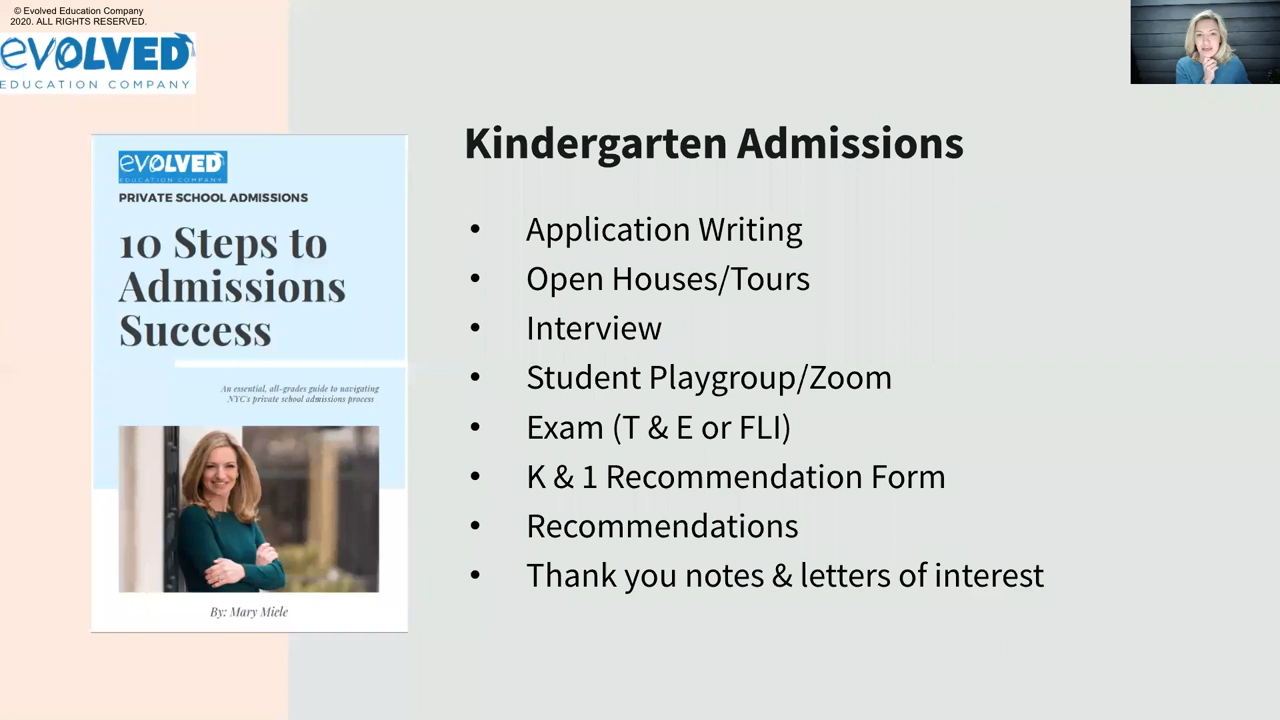 © Evolved Education Company
2020. ALL RIGHTS RESERVED.
evOLVED
EDUCATION COMPANY
evOLVED
EDUCATION COMPANY
PRIVATE SCHOOL ADMISSIONS
10 Steps to
Admissions
Success
An essential, all-grades guide to navigating
NYC's private school admissions process
By: Mary Miele
Kindergarten Admissions
• Application Writing
• Open Houses/Tours
• Interview
• Student Playgroup/Zoom
• Exam (T & E or FLI)
• K & 1 Recommendation Form
• Recommendations
• Thank you notes & letters of interest